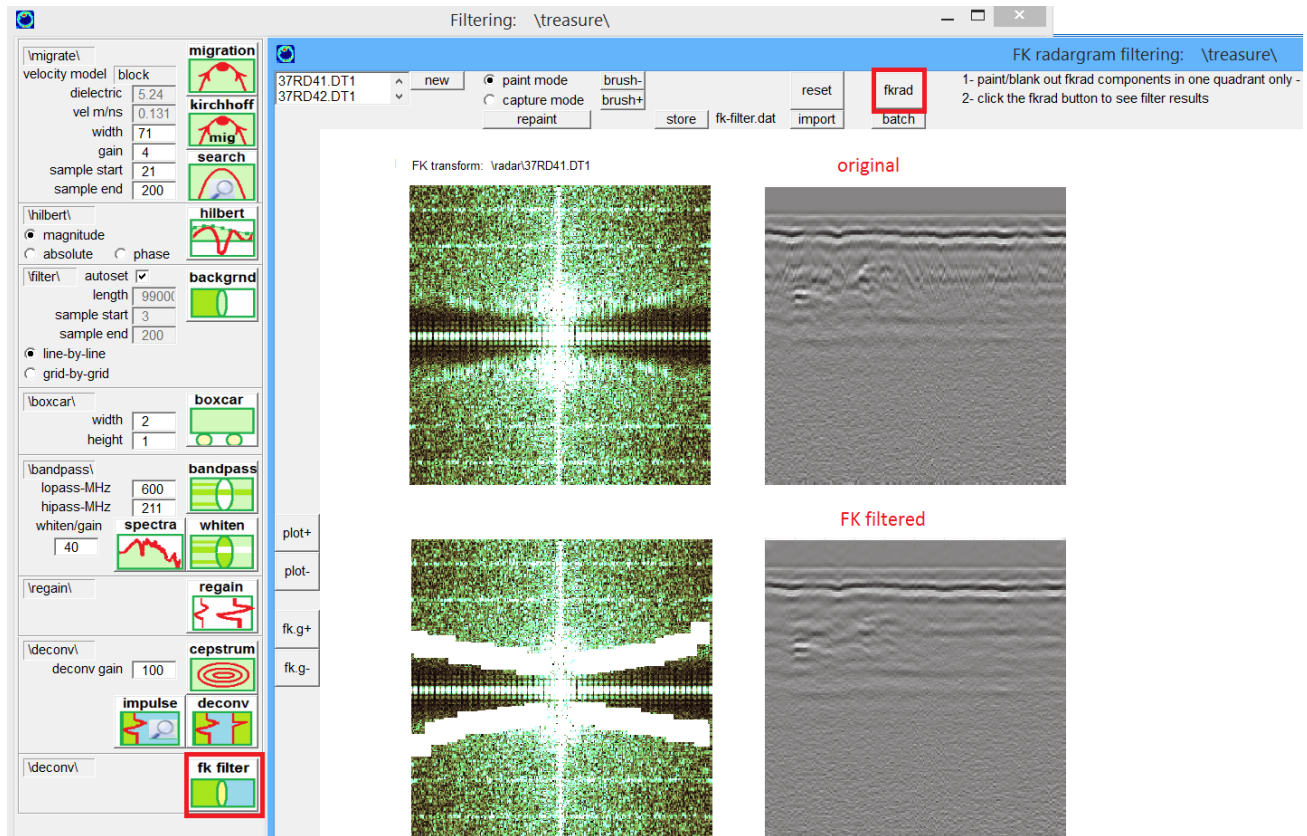 Filtering: \treasure\
\migrate\ migration
velocity model block
dielectric 5.24
vel m/ns 0.131
kirchhoff
width 71
mig
gain 4
search
sample start 21
sample end 200
\hilbert\ hilbert
magnitude
absolute phase
\filter\ autoset backgrnd
length 99000
sample start 3
sample end 200
line-by-line
grid-by-grid
\boxcar\ boxcar
width 2
height 1
\bandpass\ bandpass
lopass-MHz 600
hipass-MHz 211
whiten/gain spectra whiten
40
\regain\ regain
\deconv\ cepstrum
deconv gain 100
impulse deconv
\deconv\ fk filter
FK radargram filtering: \treasure\
37RD41.DT1 new paint mode brush-
37RD42.DT1 capture mode brush+
repaint store fk-filter.dat
reset
import
fkrad
batch
1- paint/blank out fkrad components in one quadrant only -
2- click the fkrad button to see filter results
FK transform: \radar\37RD41.DT1
original
FK filtered
plot+
plot-
fk.g+
fk.g-